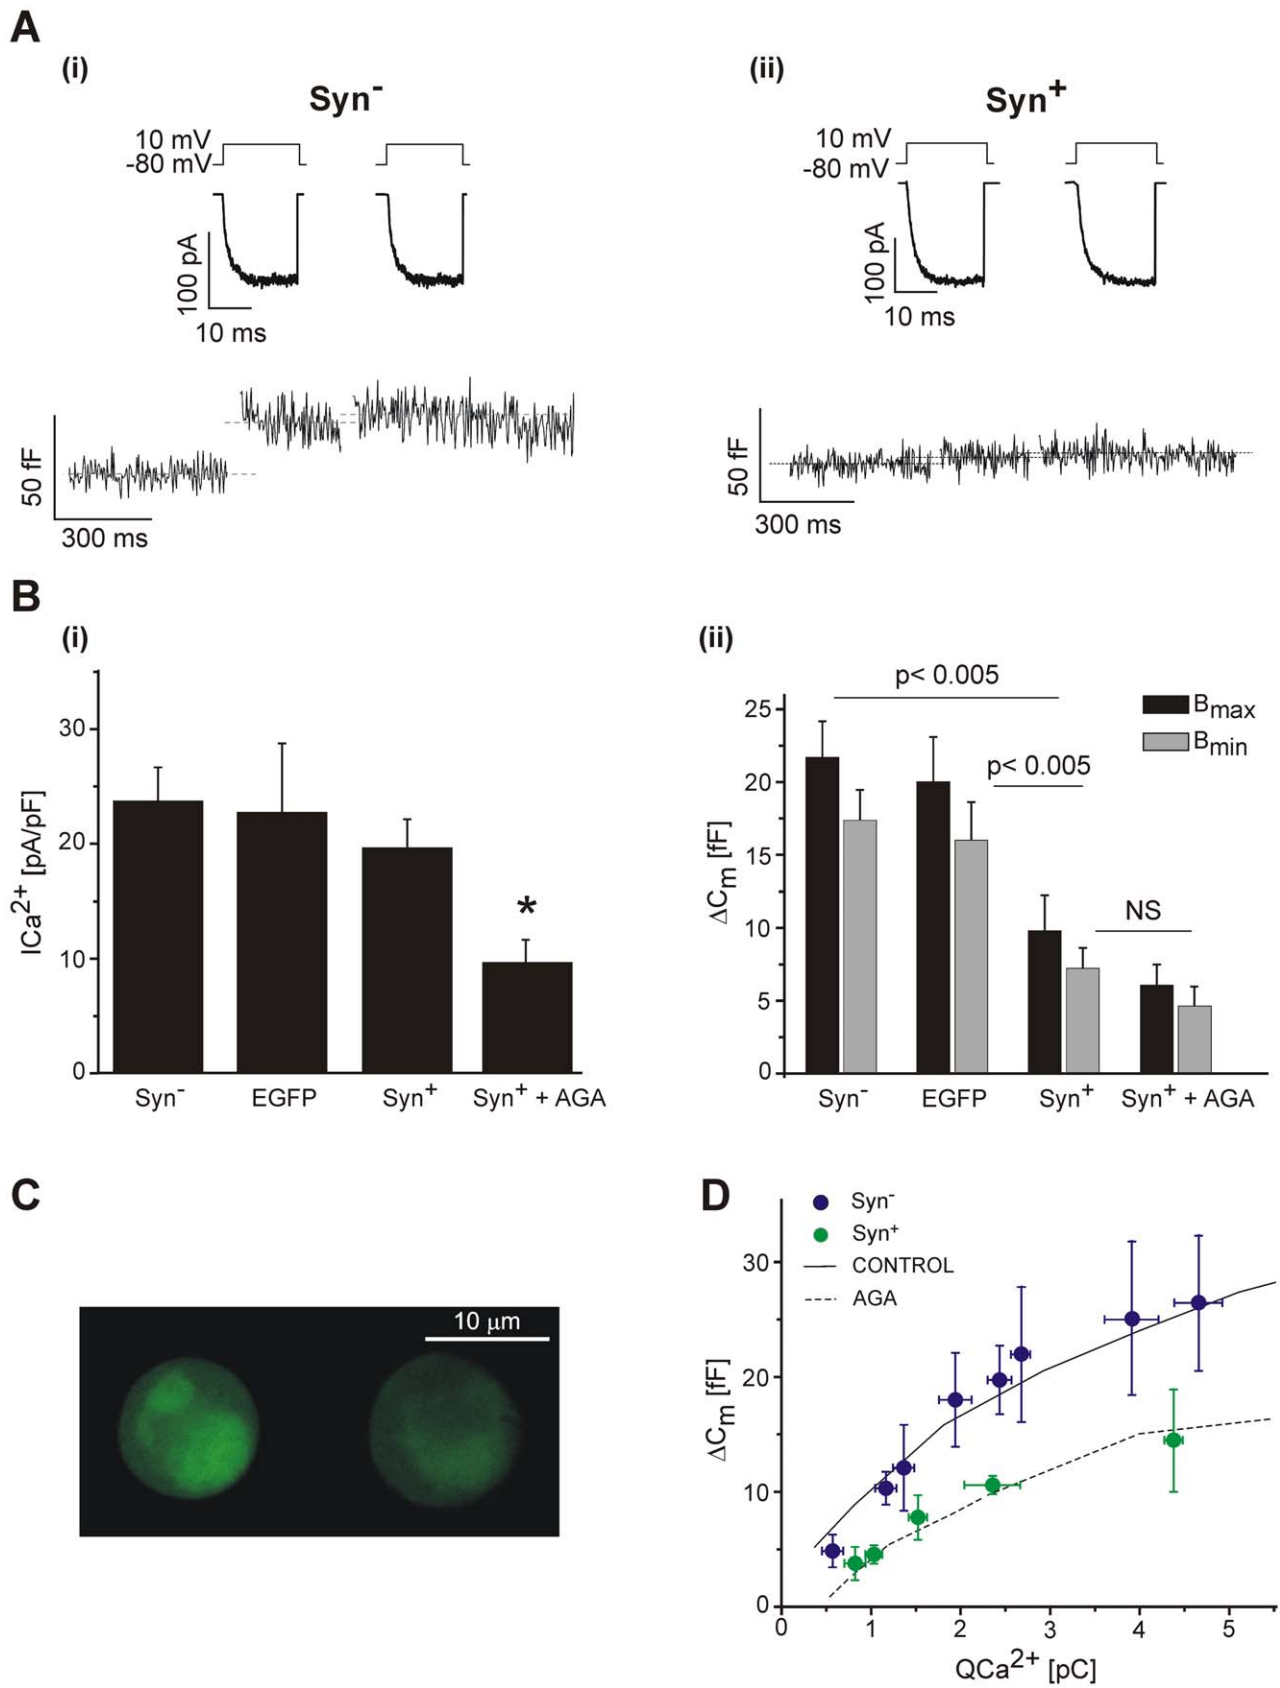 A
(i)
Syn⁻
10 mV
-80 mV
100 pA
10 ms
50 fF
300 ms
(ii)
Syn⁺
10 mV
-80 mV
100 pA
10 ms
50 fF
300 ms
B
(i)
30
20
10
0
ICa²⁺ [pA/pF]
*
Syn⁻ EGFP Syn⁺ Syn⁺ + AGA
(ii)
p< 0.005
p< 0.005
NS
Bmax
Bmin
25
20
15
10
5
0
ΔCm [fF]
Syn⁻ EGFP Syn⁺ Syn⁺ + AGA
C
10 μm
D
Syn⁻
Syn⁺
CONTROL
AGA
30
20
10
0
ΔCm [fF]
0 1 2 3 4 5
QCa²⁺ [pC]